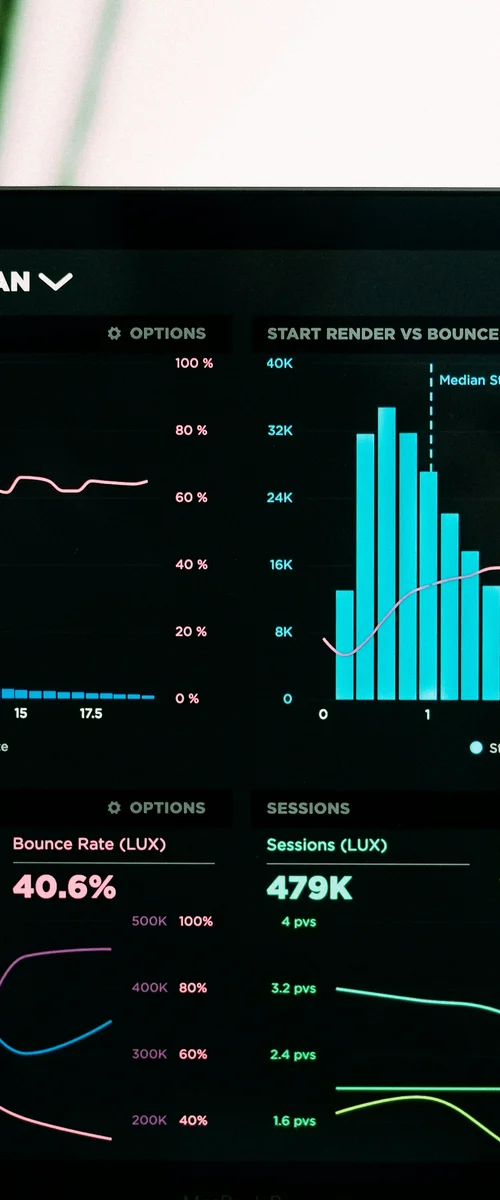 AN
OPTIONS
100 %
80 %
60 %
40 %
20 %
0 %
15 17.5
START RENDER VS BOUNCE
40K
Median St
32K
24K
16K
8K
0
0 1
OPTIONS
Bounce Rate (LUX)
40.6%
500K 100%
400K 80%
300K 60%
200K 40%
SESSIONS
Sessions (LUX)
479K
4 pvs
3.2 pvs
2.4 pvs
1.6 pvs